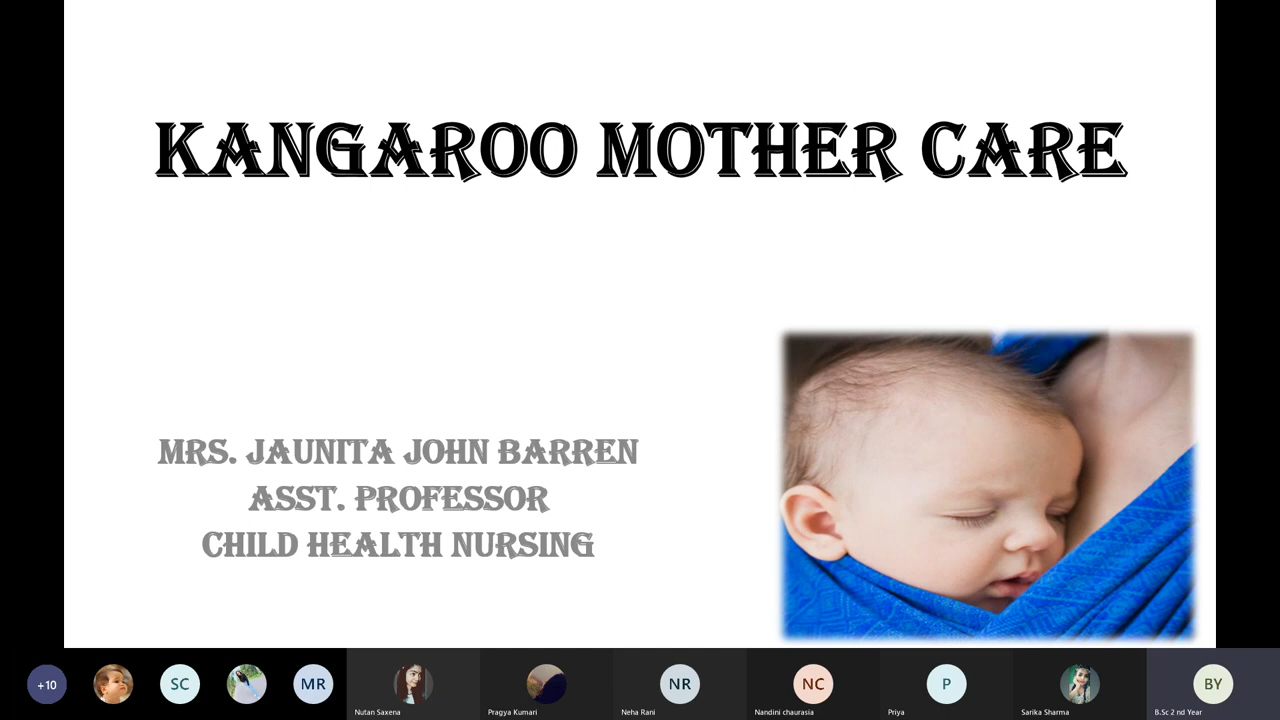 KANGAROO MOTHER CARE
MRS. JAUNITA JOHN BARREN
ASST. PROFESSOR
CHILD HEALTH NURSING
+10
SC
MR
Nutan Saxena
Pragya Kumari
NR
Neha Rani
NC
Nandini chaurasia
P
Priya
Sarika Sharma
BY
B.Sc 2 nd Year